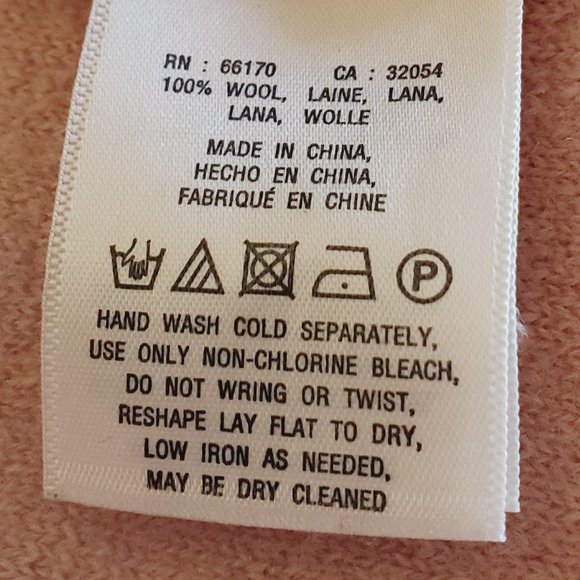 RN : 66170 CA : 32054
100% WOOL, LAINE, LANA,
LANA, WOLLE
MADE IN CHINA,
HECHO EN CHINA,
FABRIQUÉ EN CHINE
P
HAND WASH COLD SEPARATELY,
USE ONLY NON-CHLORINE BLEACH,
DO NOT WRING OR TWIST,
RESHAPE LAY FLAT TO DRY,
LOW IRON AS NEEDED,
MAY BE DRY CLEANED